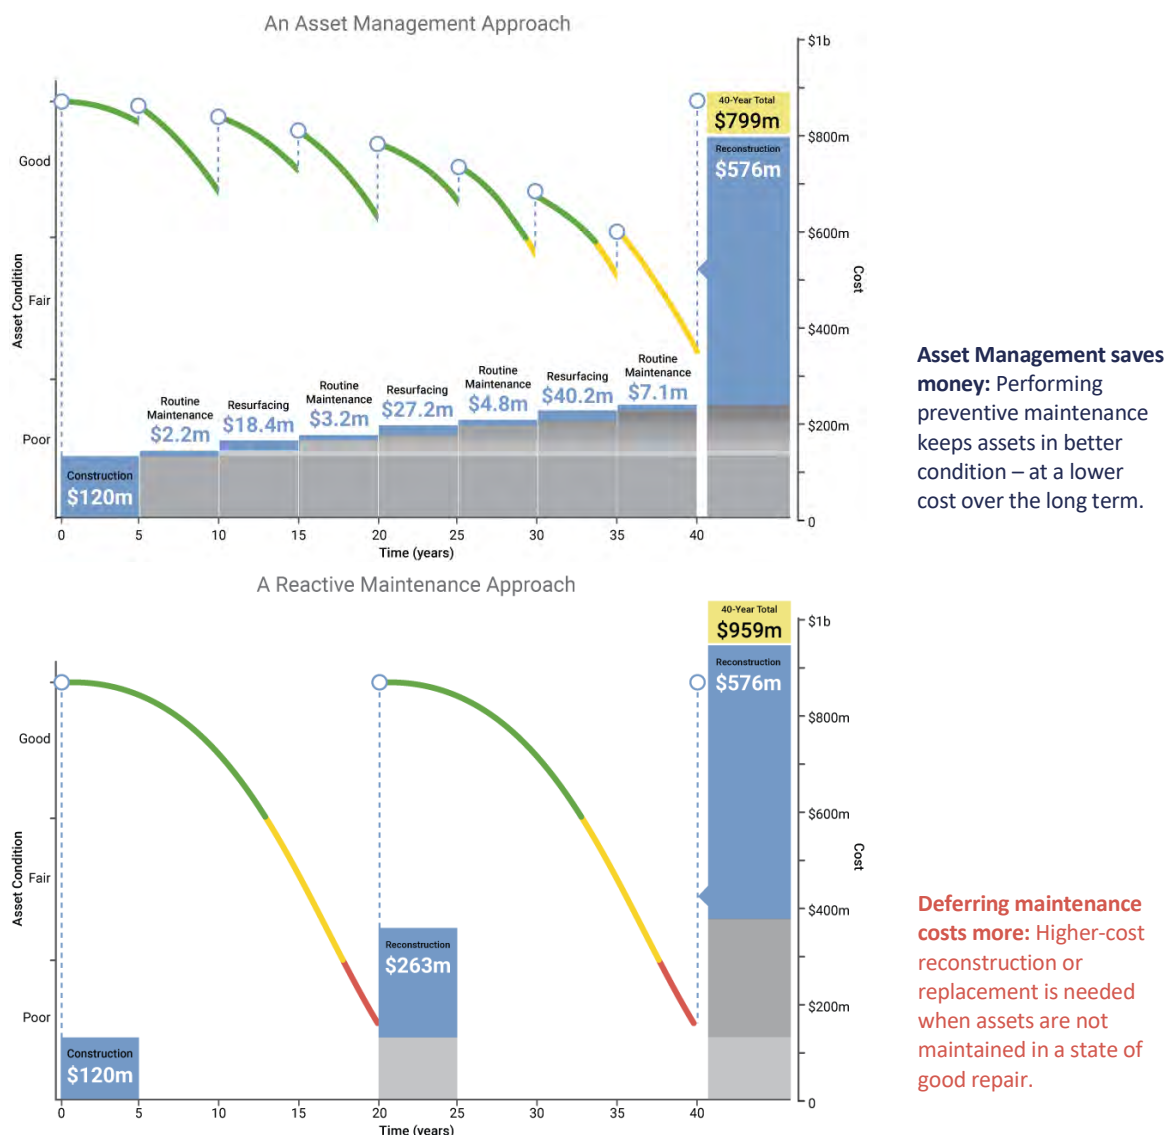 An Asset Management Approach
$1b
40-Year Total
$799m
$800m
Reconstruction
$576m
Good
$600m
Asset Condition
Fair
Cost
$400m
Routine
Maintenance
$2.2m
Resurfacing
$18.4m
Routine
Maintenance
$3.2m
Resurfacing
$27.2m
Routine
Maintenance
$4.8m
Resurfacing
$40.2m
Routine
Maintenance
$7.1m
$200m
Poor
Construction
$120m
0
0 5 10 15 20 25 30 35 40
Time (years)
Asset Management saves
money: Performing
preventive maintenance
keeps assets in better
condition – at a lower
cost over the long term.
A Reactive Maintenance Approach
40-Year Total
$959m
$1b
Reconstruction
$576m
$800m
Good
$600m
Asset Condition
Fair
Cost
$400m
Reconstruction
$263m
$200m
Poor
Construction
$120m
0
0 5 10 15 20 25 30 35 40
Time (years)
Deferring maintenance
costs more: Higher-cost
reconstruction or
replacement is needed
when assets are not
maintained in a state of
good repair.